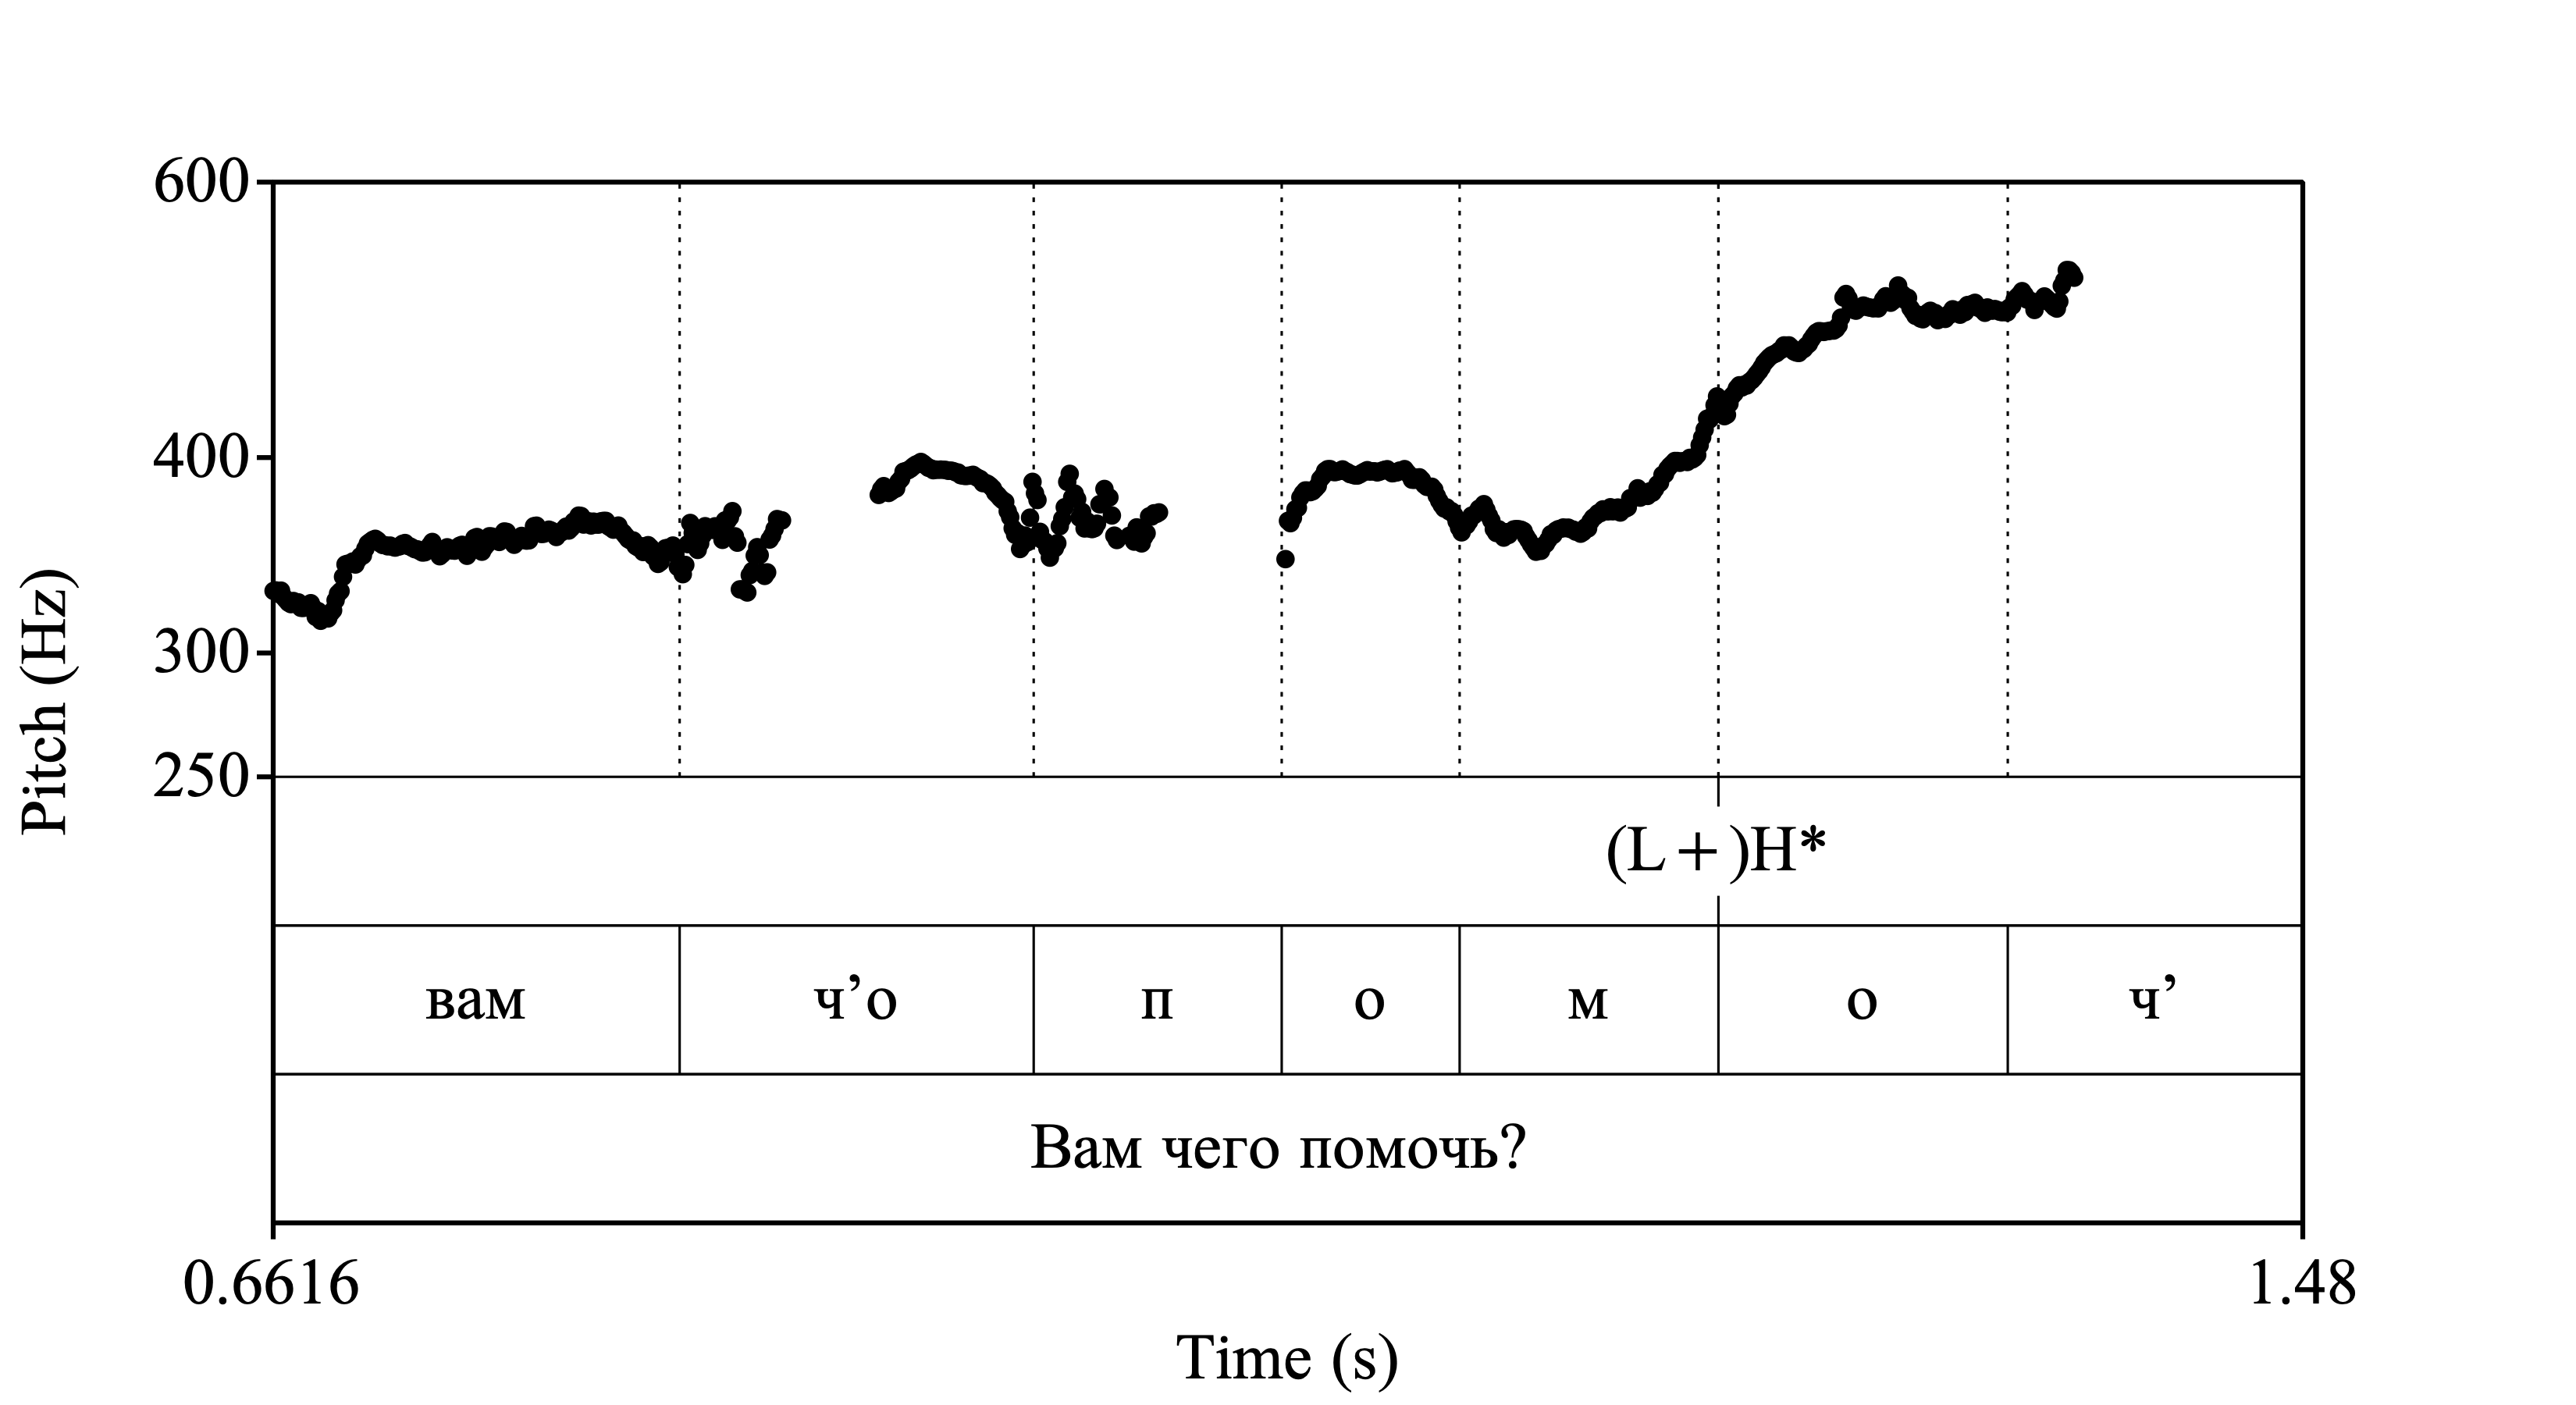 600
400
300
250
Pitch (Hz)
(L+)H*
вам ч’о п о м о ч’
Вам чего помочь?
0.6616 1.48
Time (s)